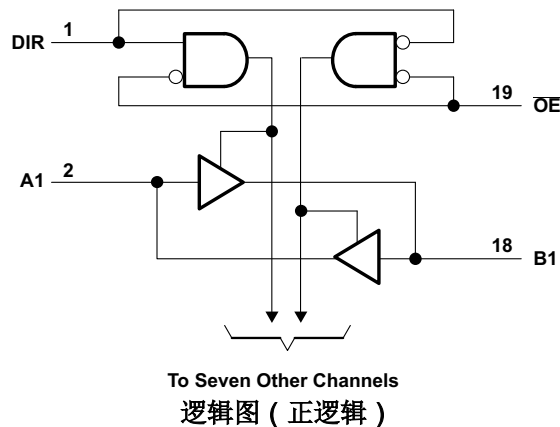 DIR 1
19 OE
A1 2
18 B1
To Seven Other Channels
逻辑图（正逻辑）